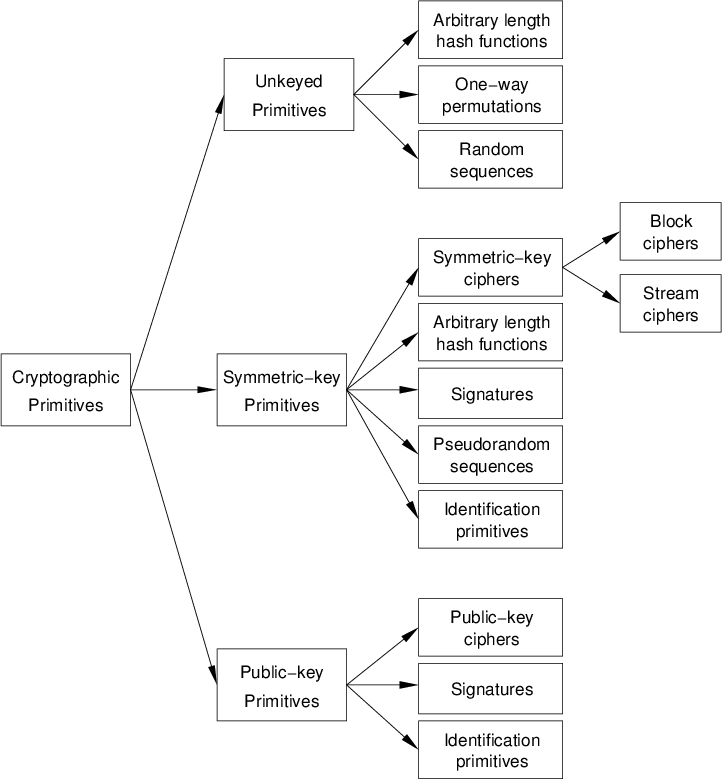 Arbitrary length
hash functions
Unkeyed
Primitives
One−way
permutations
Random
sequences
Block
ciphers
Symmetric−key
ciphers
Stream
ciphers
Arbitrary length
hash functions
Cryptographic
Primitives
Symmetric−key
Primitives
Signatures
Pseudorandom
sequences
Identification
primitives
Public−key
ciphers
Public−key
Primitives
Signatures
Identification
primitives